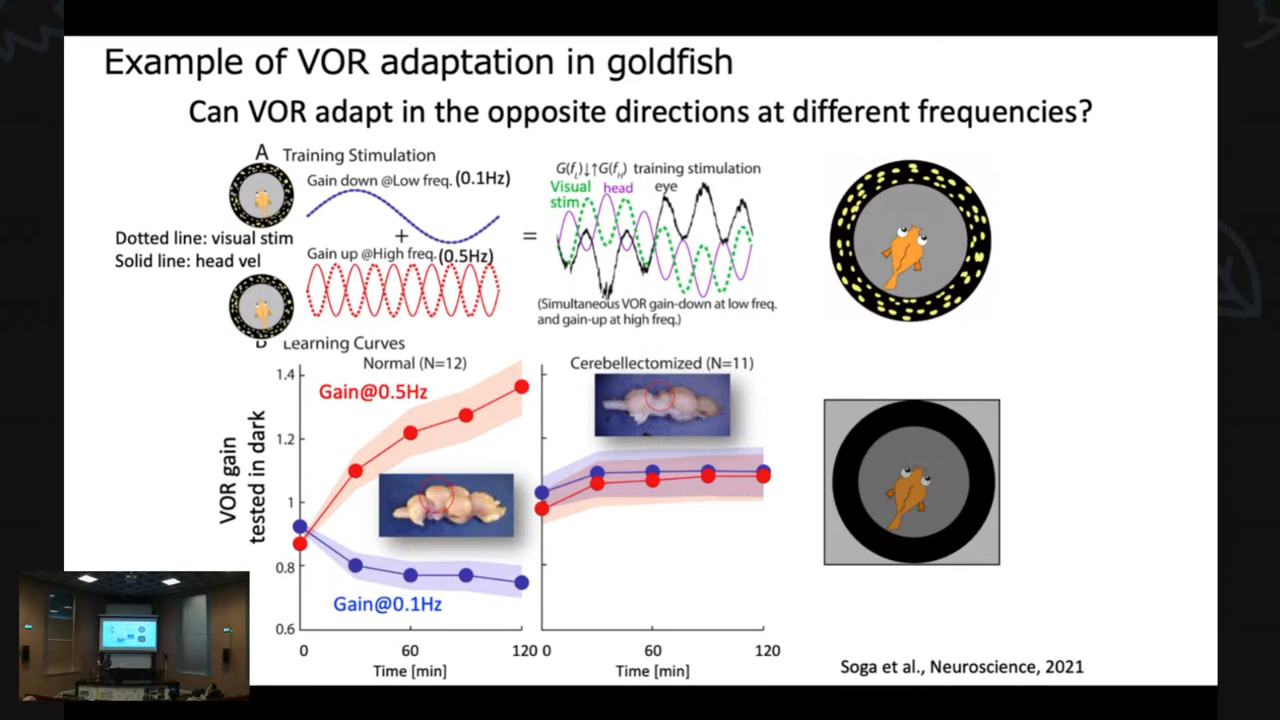 Example of VOR adaptation in goldfish
Can VOR adapt in the opposite directions at different frequencies?
A Training Stimulation
Gain down @Low freq. (0.1Hz)
+
Dotted line: visual stim
Solid line: head vel
Gain up @High freq. (0.5Hz)
=
G(fL)↓↑G(fH) training stimulation
Visual head eye
stim
(Simultaneous VOR gain-down at low freq.
and gain-up at high freq.)
Learning Curves
Normal (N=12)
Cerebellectomized (N=11)
Gain@0.5Hz
Gain@0.1Hz
VOR gain
tested in dark
1.4
1.2
1
0.8
0.6
0 60 120
Time [min]
0 60 120
Time [min]
Soga et al., Neuroscience, 2021